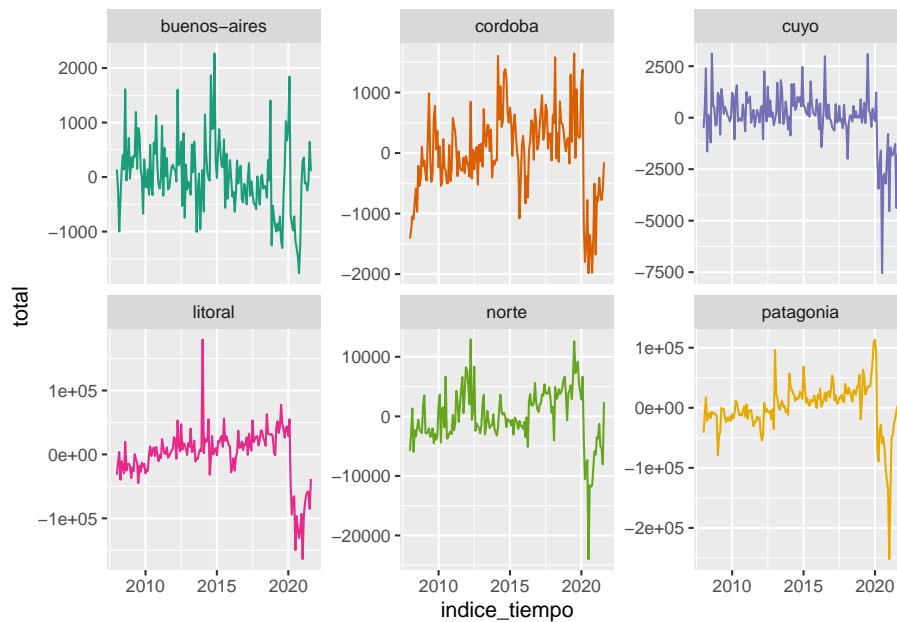 buenos−aires
cordoba
cuyo
2000
1000
0
−1000
1000
0
−1000
−2000
2500
0
−2500
−5000
−7500
litoral
norte
patagonia
1e+05
0e+00
−1e+05
10000
0
−10000
−20000
1e+05
0e+00
−1e+05
−2e+05
2010
2015
2020
2010
2015
2020
2010
2015
2020
indice_tiempo
total